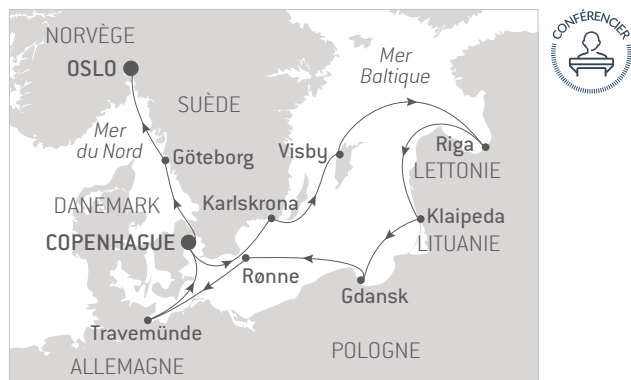 CONFÉRENCIER
NORVÈGE
OSLO
Mer
Baltique
SUÈDE
Mer
du Nord
Göteborg
Visby
Riga
LETTONIE
DANEMARK
Karlskrona
Klaipeda
COPENHAGUE
LITUANIE
Rønne
Gdansk
Travemünde
POLOGNE
ALLEMAGNE